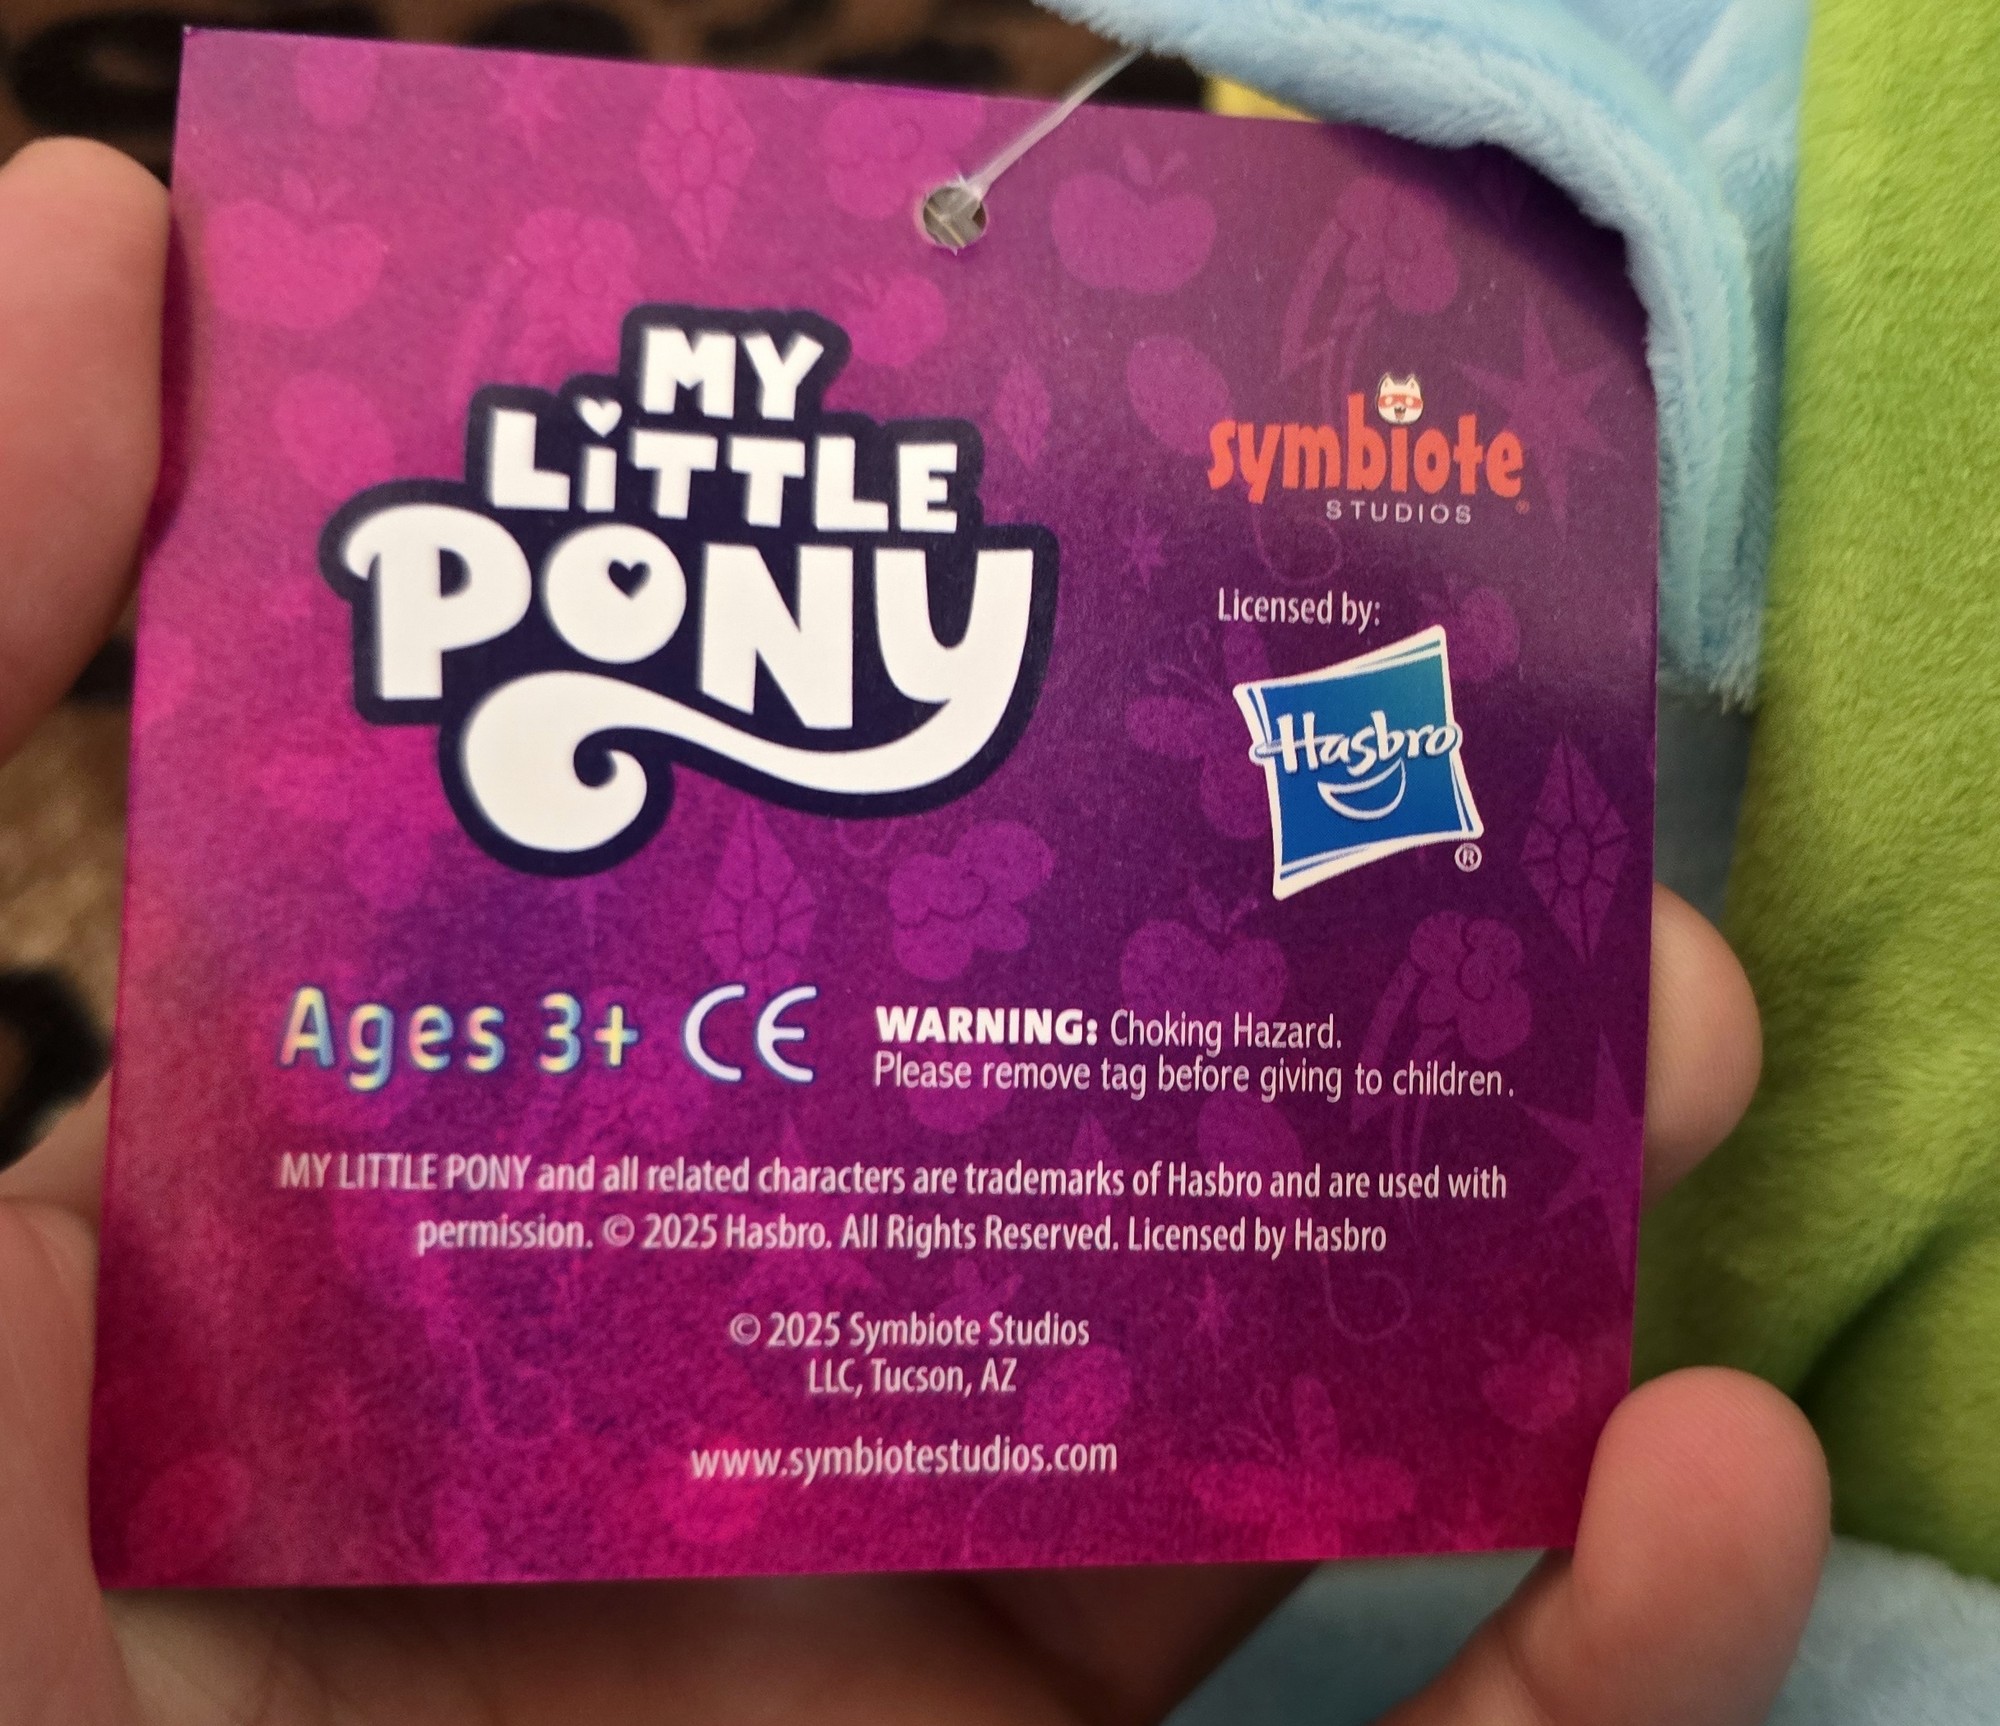 MY
LiTTLE
PONY
symbiote
STUDIOS
®
Licensed by:
Hasbro
®
Ages 3+ CE
WARNING: Choking Hazard.
Please remove tag before giving to children.
MY LITTLE PONY and all related characters are trademarks of Hasbro and are used with
permission. © 2025 Hasbro. All Rights Reserved. Licensed by Hasbro
© 2025 Symbiote Studios
LLC, Tucson, AZ
www.symbiotestudios.com